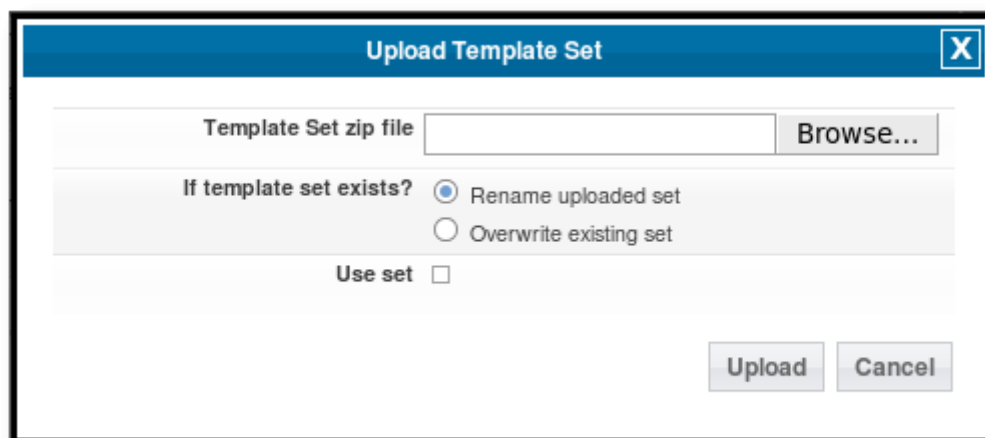 Upload Template Set X
Template Set zip file Browse...
If template set exists? Rename uploaded set
Overwrite existing set
Use set
Upload Cancel